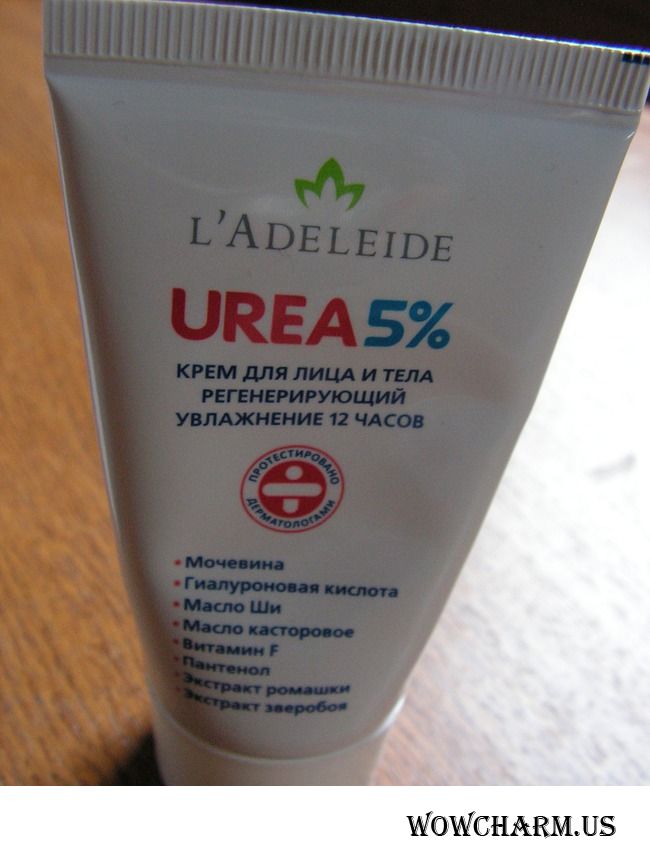 L'ADELEIDE
UREA 5%
КРЕМ ДЛЯ ЛИЦА И ТЕЛА
РЕГЕНЕРИРУЮЩИЙ
УВЛАЖНЕНИЕ 12 ЧАСОВ
ПРОТЕСТИРОВАНО
ДЕРМАТОЛОГАМИ
• Мочевина
• Гиалуроновая кислота
• Масло Ши
• Масло касторовое
• Витамин F
• Пантенол
• Экстракт ромашки
• Экстракт зверобоя
WOWCHARM.US